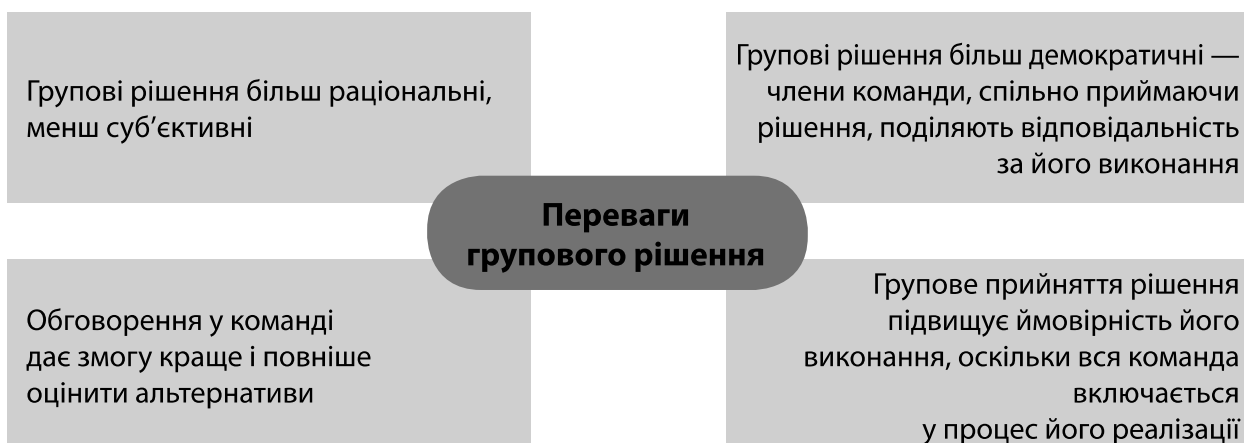 Групові рішення більш раціональні,
менш суб’єктивні
Групові рішення більш демократичні —
члени команди, спільно приймаючи
рішення, поділяють відповідальність
за його виконання
Переваги
групового рішення
Обговорення у команді
дає змогу краще і повніше
оцінити альтернативи
Групове прийняття рішення
підвищує ймовірність його
виконання, оскільки вся команда
включається
у процес його реалізації